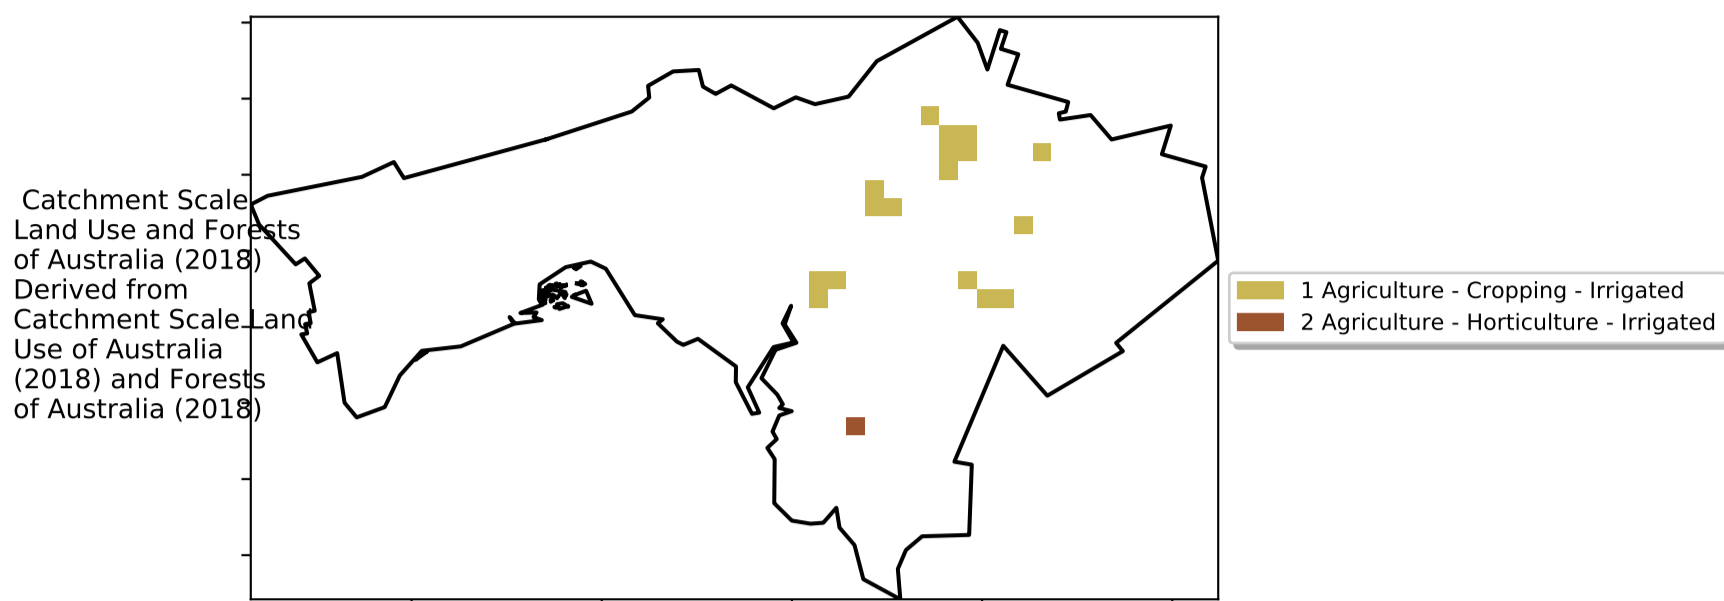 Catchment Scale
Land Use and Forests
of Australia (2018)
Derived from
Catchment Scale Land
Use of Australia
(2018) and Forests
of Australia (2018)
1 Agriculture - Cropping - Irrigated
2 Agriculture - Horticulture - Irrigated